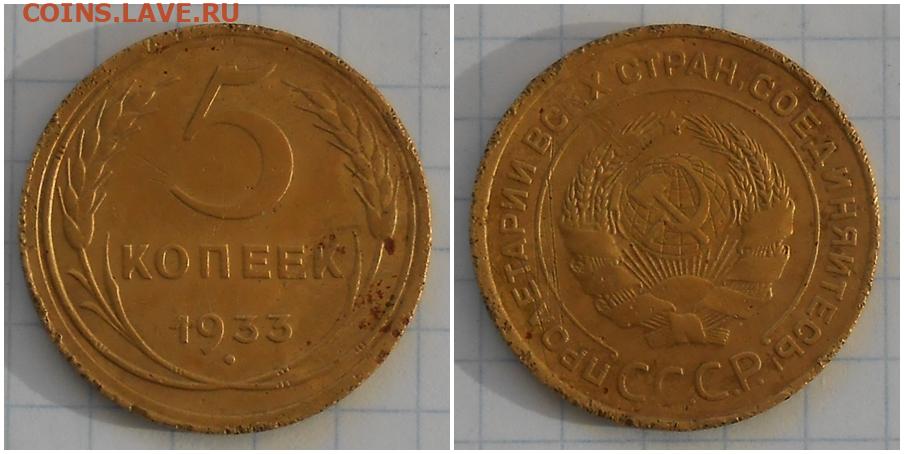 COINS.LAVE.RU
5
КОПЕЕК
1933
ПРОЛЕТАРИИ ВСЕХ СТРАН, СОЕДИНЯЙТЕСЬ!
СССР.